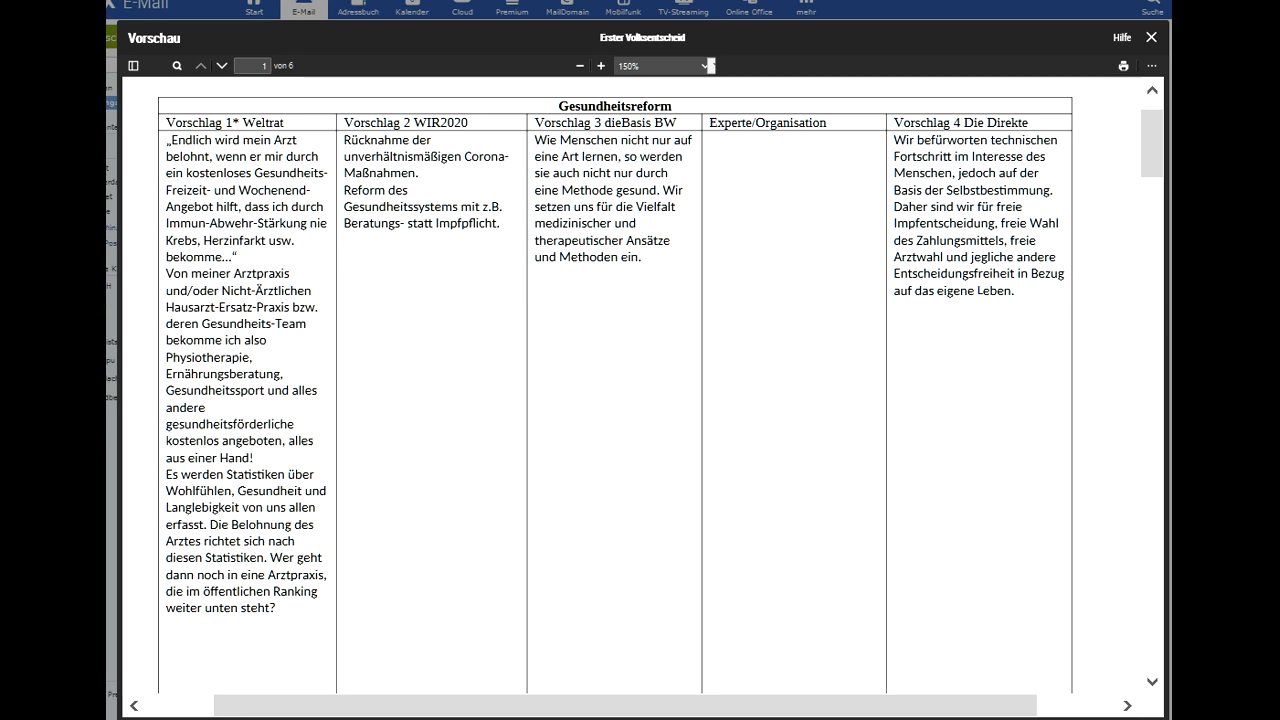 E-Mail
Start
E-Mail
Adressbuch
Kalender
Cloud
Premium
MailDomain
Mobilfunk
TV-Streaming
Online Office
mehr
Suche
Vorschau
Erster Volksentscheid
Hilfe
1 von 6
150%
Gesundheitsreform
Vorschlag 1* Weltrat
„Endlich wird mein Arzt
belohnt, wenn er mir durch
ein kostenloses Gesundheits-
Freizeit- und Wochenend-
Angebot hilft, dass ich durch
Immun-Abwehr-Stärkung nie
Krebs, Herzinfarkt usw.
bekomme...“
Von meiner Arztpraxis
und/oder Nicht-Ärztlichen
Hausarzt-Ersatz-Praxis bzw.
deren Gesundheits-Team
bekomme ich also
Physiotherapie,
Ernährungsberatung,
Gesundheitssport und alles
andere
gesundheitsförderliche
kostenlos angeboten, alles
aus einer Hand!
Es werden Statistiken über
Wohlfühlen, Gesundheit und
Langlebigkeit von uns allen
erfasst. Die Belohnung des
Arztes richtet sich nach
diesen Statistiken. Wer geht
dann noch in eine Arztpraxis,
die im öffentlichen Ranking
weiter unten steht?
Vorschlag 2 WIR2020
Rücknahme der
unverhältnismäßigen Corona-
Maßnahmen.
Reform des
Gesundheitssystems mit z.B.
Beratungs- statt Impfpflicht.
Vorschlag 3 dieBasis BW
Wie Menschen nicht nur auf
eine Art lernen, so werden
sie auch nicht nur durch
eine Methode gesund. Wir
setzen uns für die Vielfalt
medizinischer und
therapeutischer Ansätze
und Methoden ein.
Experte/Organisation
Vorschlag 4 Die Direkte
Wir befürworten technischen
Fortschritt im Interesse des
Menschen, jedoch auf der
Basis der Selbstbestimmung.
Daher sind wir für freie
Impfentscheidung, freie Wahl
des Zahlungsmittels, freie
Arztwahl und jegliche andere
Entscheidungsfreiheit in Bezug
auf das eigene Leben.